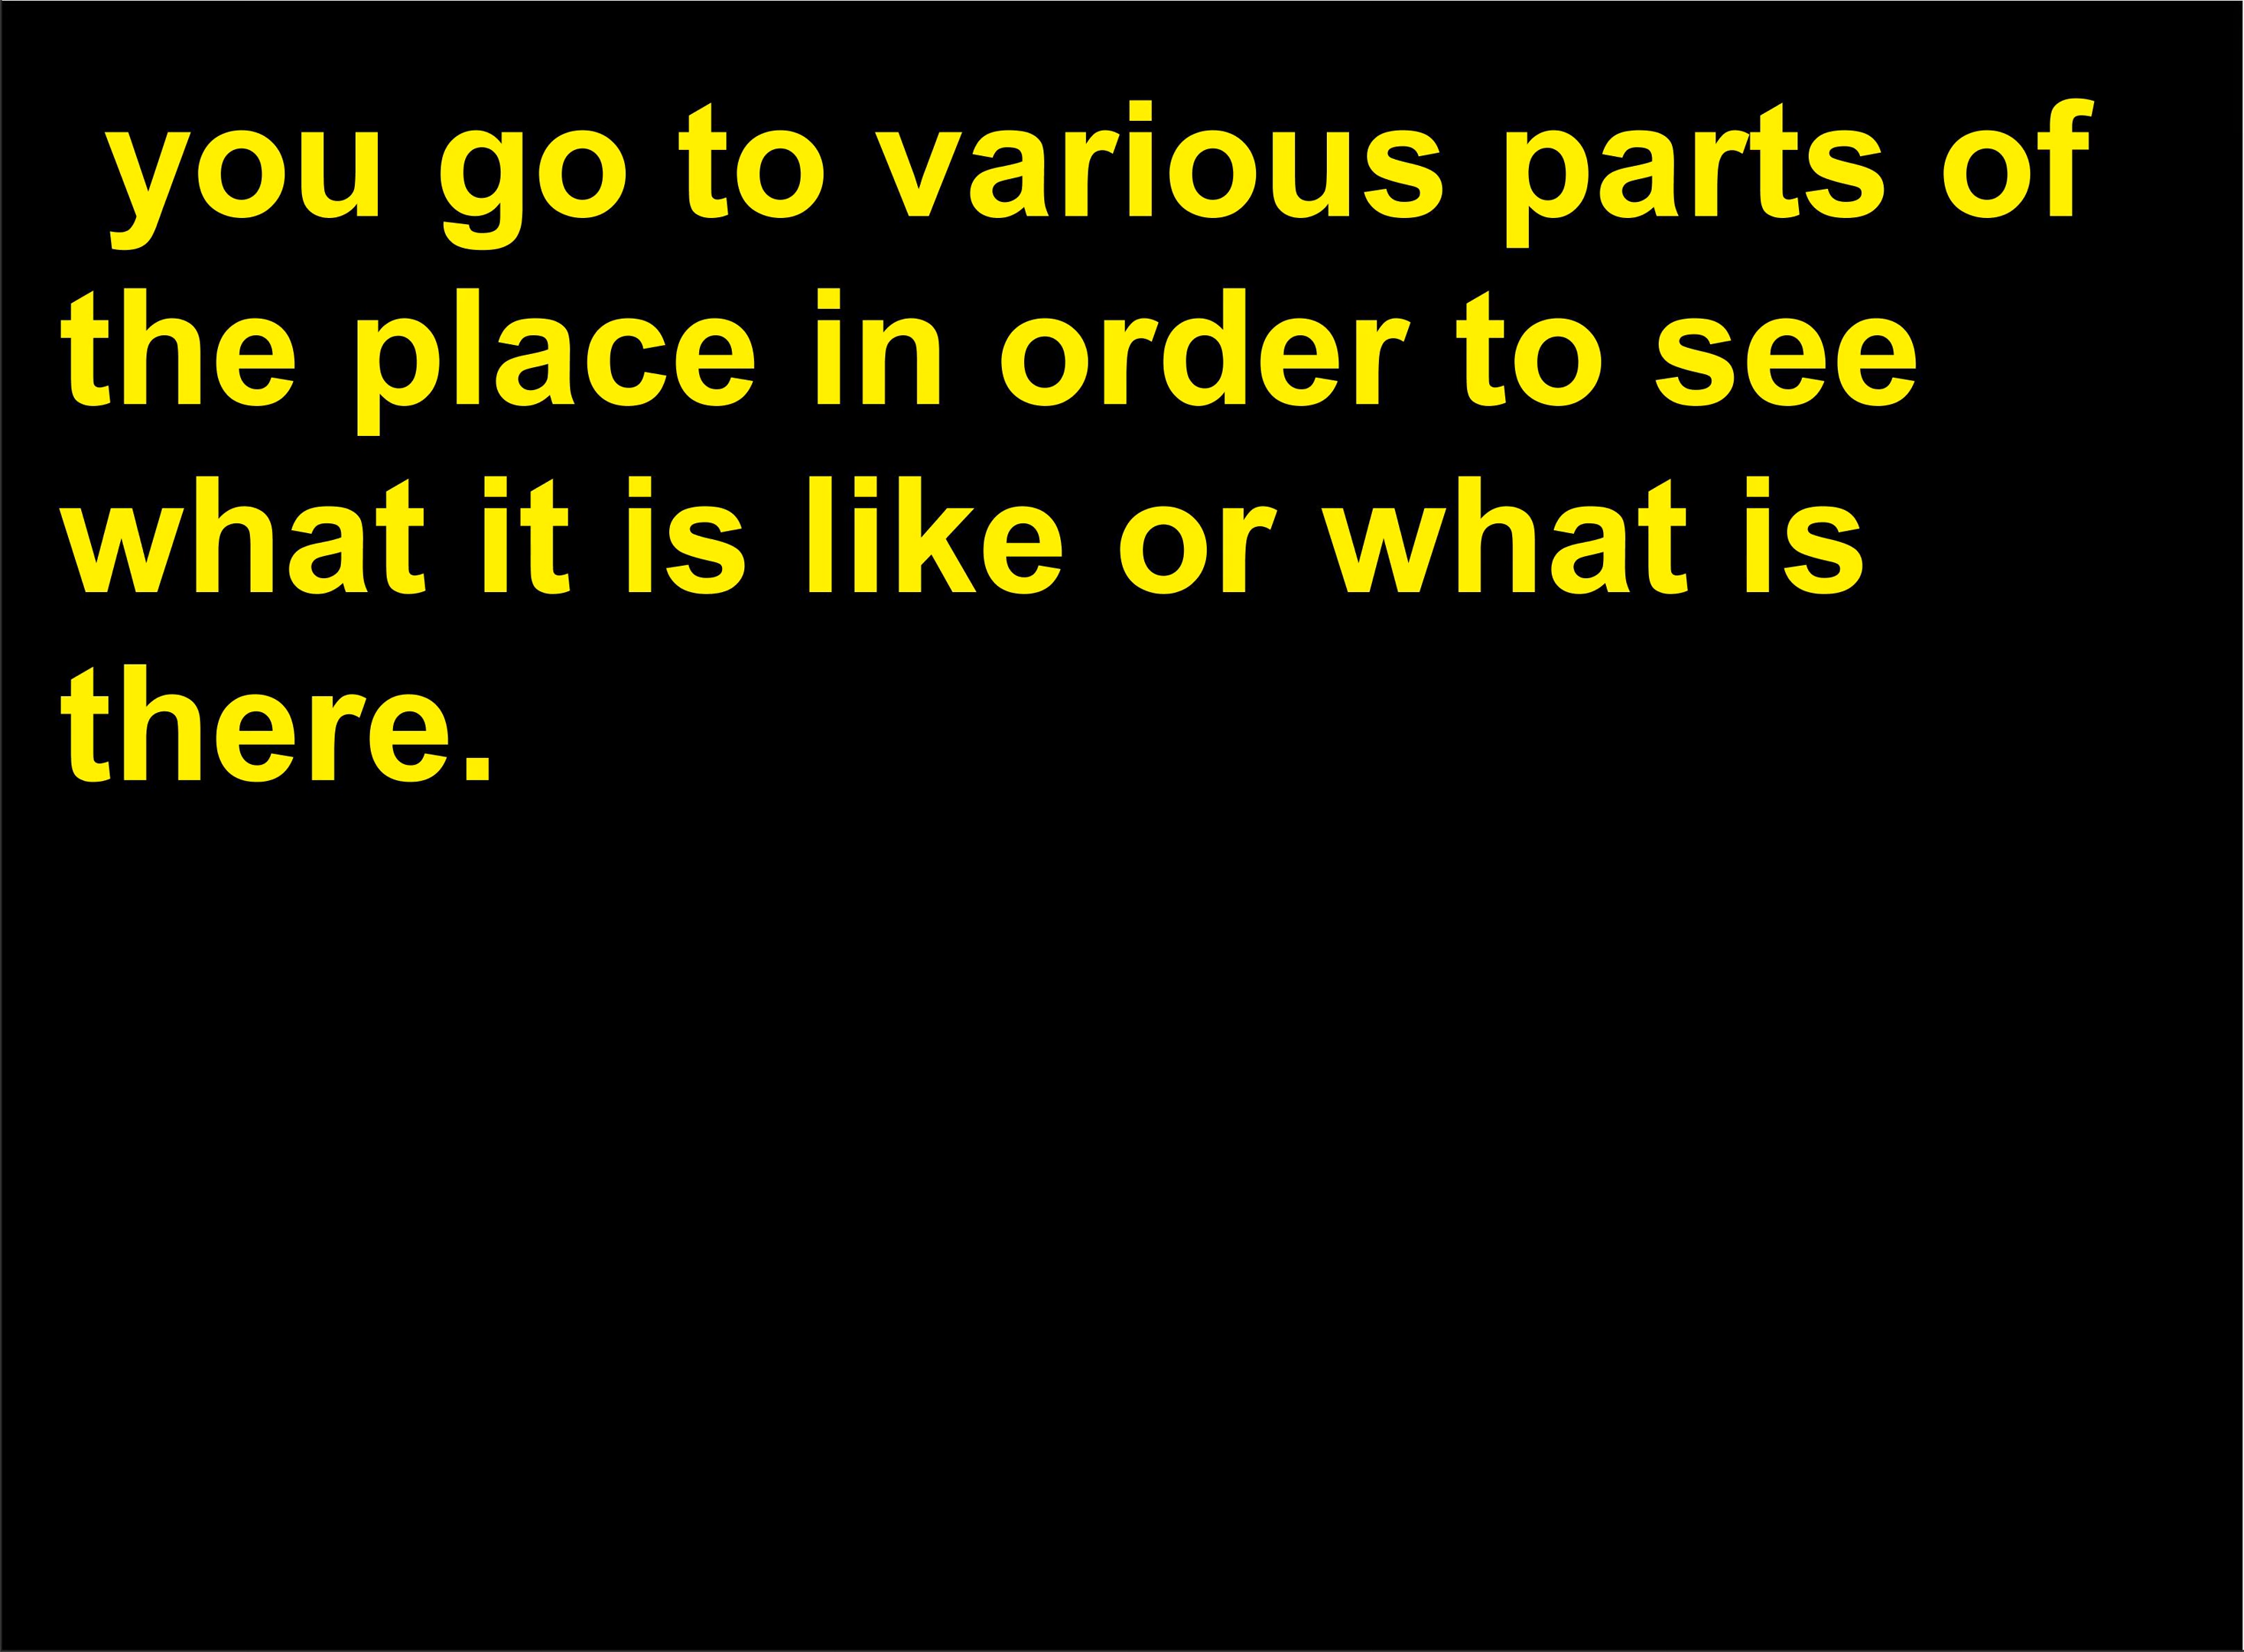 you go to various parts of
the place in order to see
what it is like or what is
there.